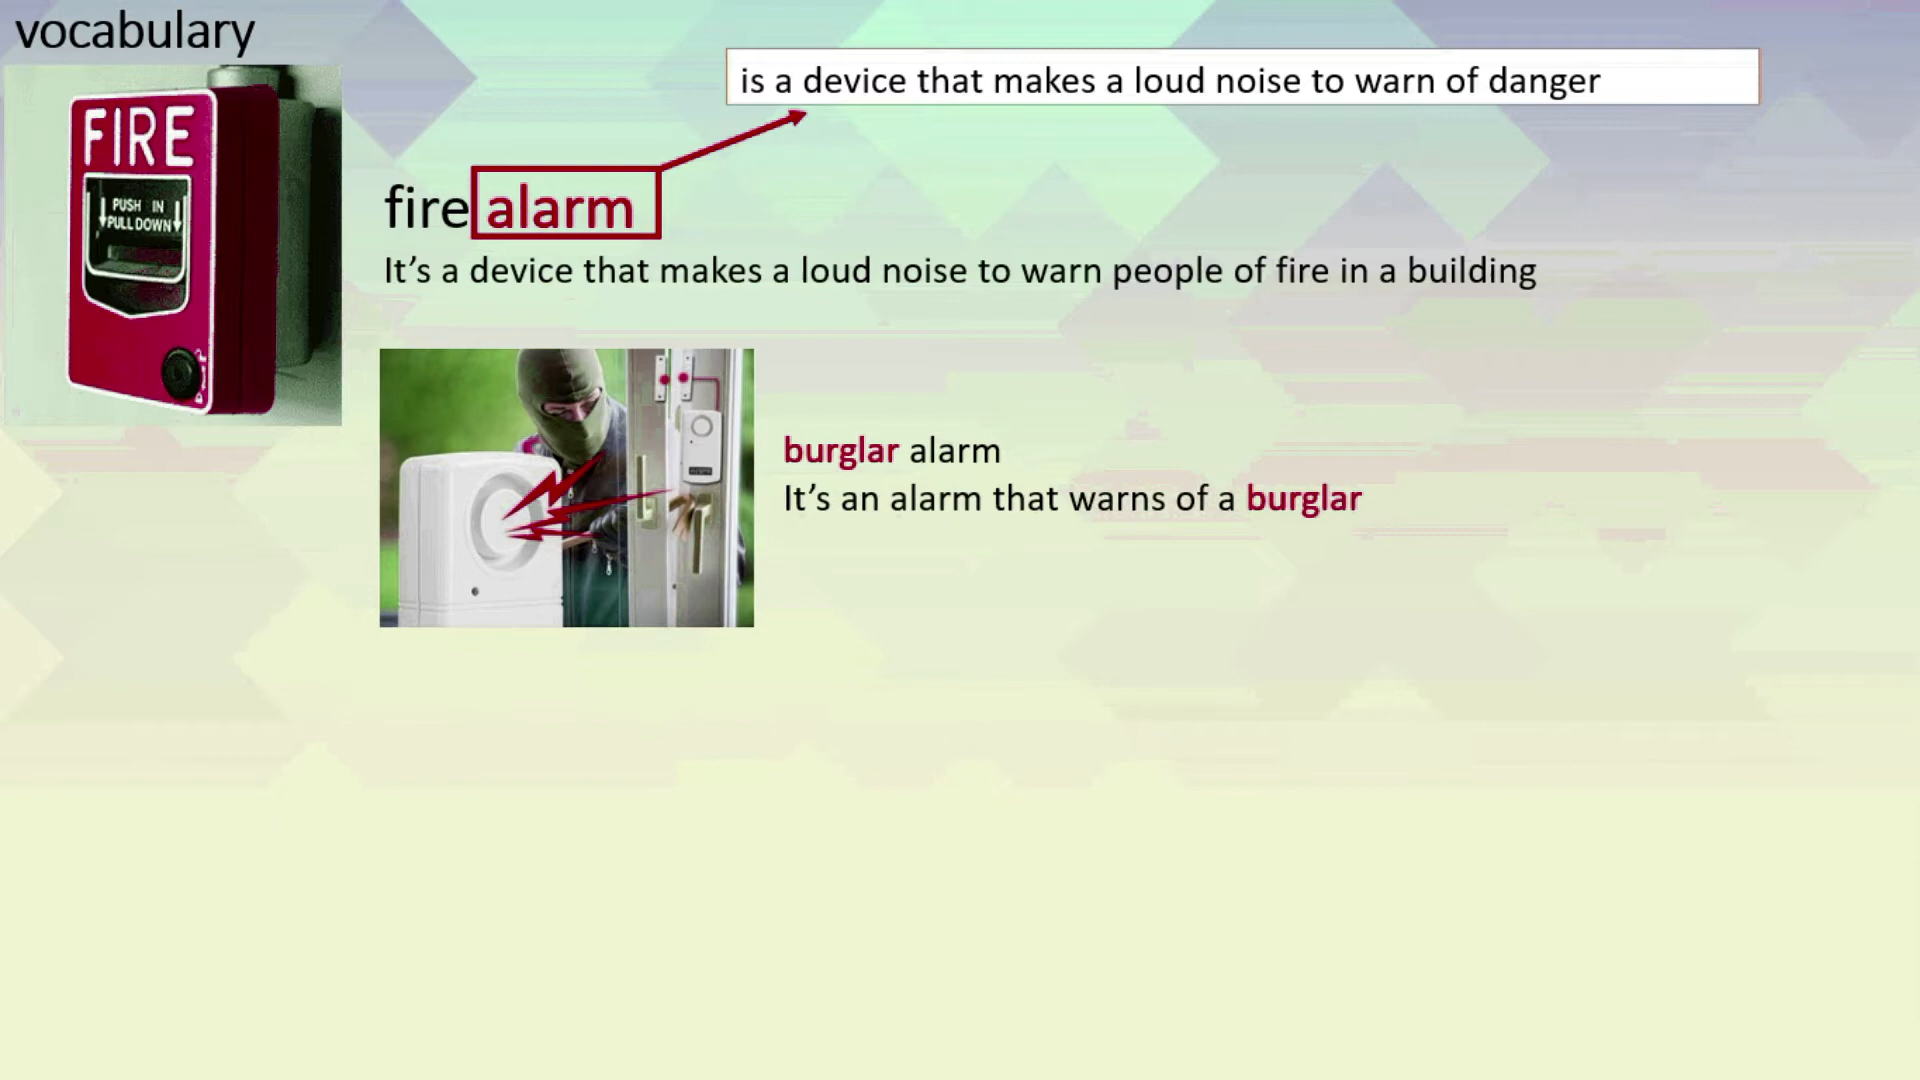 vocabulary
is a device that makes a loud noise to warn of danger
FIRE
PUSH IN
PULL DOWN
fire alarm
It’s a device that makes a loud noise to warn people of fire in a building
burglar alarm
It’s an alarm that warns of a burglar